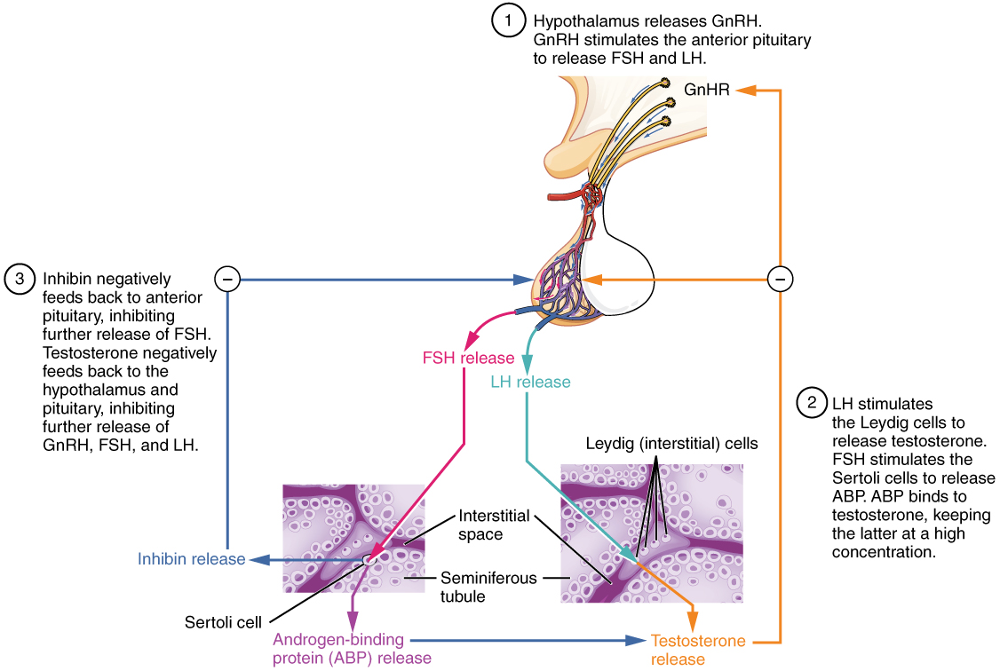 1
Hypothalamus releases GnRH.
GnRH stimulates the anterior pituitary
to release FSH and LH.
GnHR
3
Inhibin negatively
feeds back to anterior
pituitary, inhibiting
further release of FSH.
Testosterone negatively
feeds back to the
hypothalamus and
pituitary, inhibiting
further release of
GnRH, FSH, and LH.
−
−
FSH release
LH release
2
LH stimulates
the Leydig cells to
release testosterone.
FSH stimulates the
Sertoli cells to release
ABP. ABP binds to
testosterone, keeping
the latter at a high
concentration.
Leydig (interstitial) cells
Interstitial
space
Inhibin release
Seminiferous
tubule
Sertoli cell
Androgen-binding
protein (ABP) release
Testosterone
release